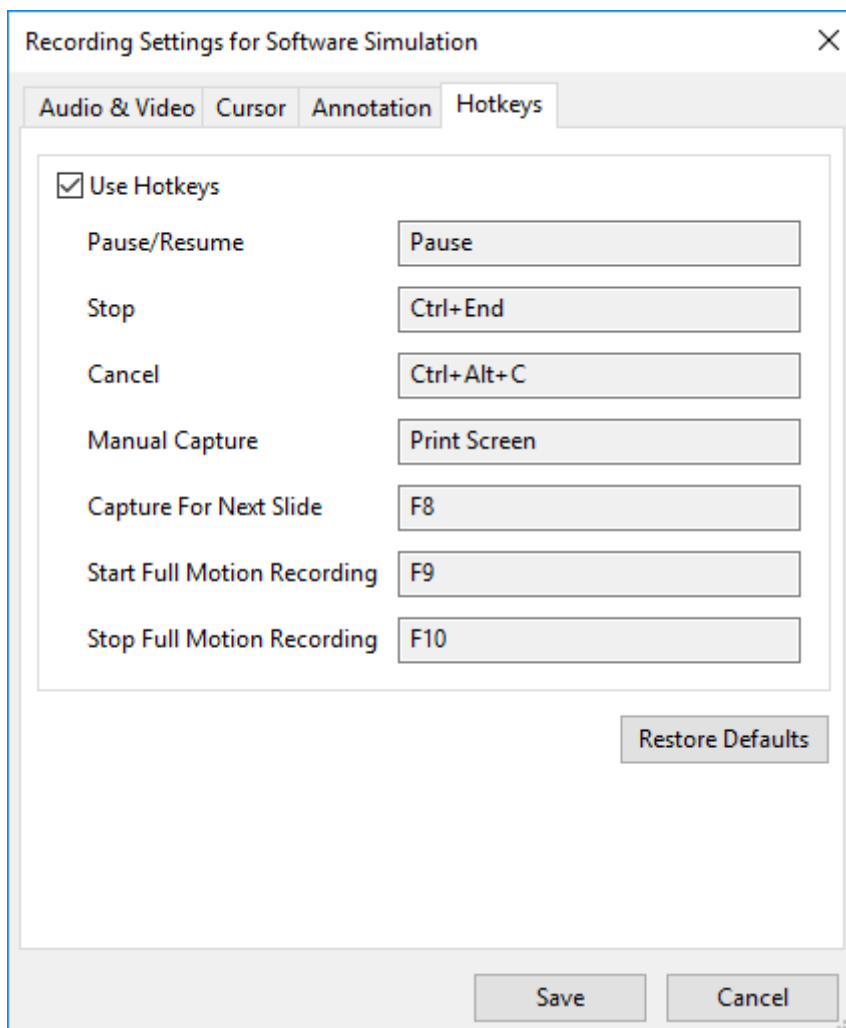 Recording Settings for Software Simulation
Audio & Video Cursor Annotation Hotkeys
Use Hotkeys
Pause/Resume Pause
Stop Ctrl+End
Cancel Ctrl+Alt+C
Manual Capture Print Screen
Capture For Next Slide F8
Start Full Motion Recording F9
Stop Full Motion Recording F10
Restore Defaults
Save Cancel